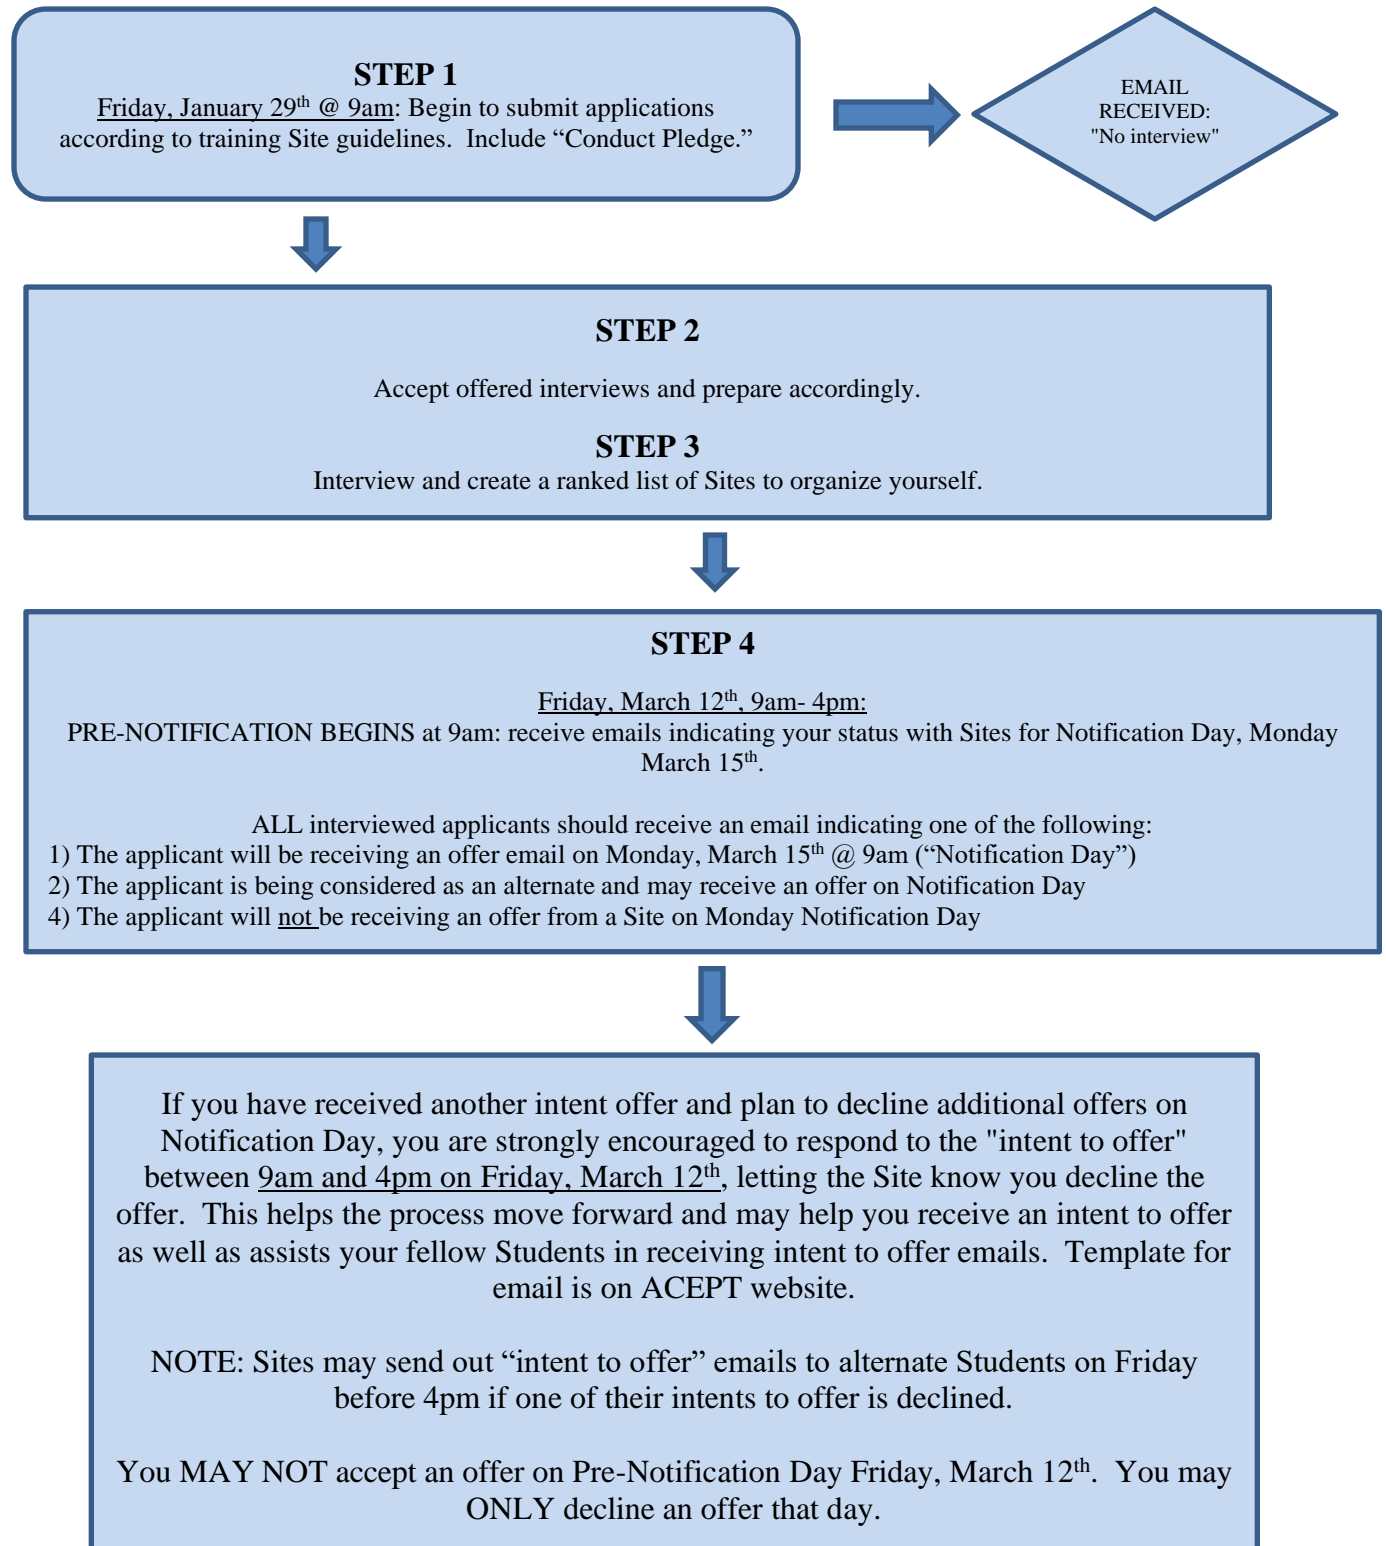 STEP 1
Friday, January 29th @ 9am: Begin to submit applications
according to training Site guidelines.  Include “Conduct Pledge.”
EMAIL
RECEIVED:
"No interview"
STEP 2
Accept offered interviews and prepare accordingly.
STEP 3
Interview and create a ranked list of Sites to organize yourself.
STEP 4
Friday, March 12th, 9am- 4pm:
PRE-NOTIFICATION BEGINS at 9am: receive emails indicating your status with Sites for Notification Day, Monday
March 15th.
ALL interviewed applicants should receive an email indicating one of the following:
1) The applicant will be receiving an offer email on Monday, March 15th @ 9am (“Notification Day”)
2) The applicant is being considered as an alternate and may receive an offer on Notification Day
4) The applicant will not be receiving an offer from a Site on Monday Notification Day
If you have received another intent offer and plan to decline additional offers on
Notification Day, you are strongly encouraged to respond to the "intent to offer"
between 9am and 4pm on Friday, March 12th, letting the Site know you decline the
offer.  This helps the process move forward and may help you receive an intent to offer
as well as assists your fellow Students in receiving intent to offer emails.  Template for
email is on ACEPT website.
NOTE: Sites may send out “intent to offer” emails to alternate Students on Friday
before 4pm if one of their intents to offer is declined.
You MAY NOT accept an offer on Pre-Notification Day Friday, March 12th.  You may
ONLY decline an offer that day.